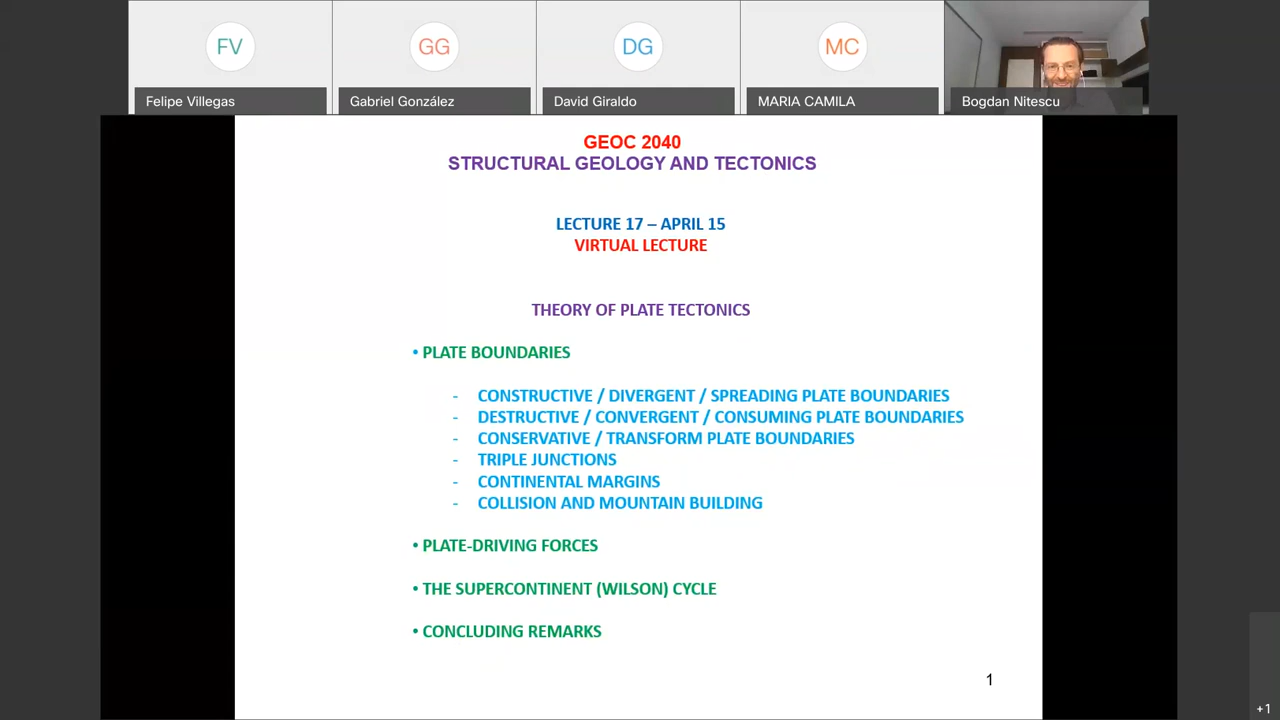 FV
GG
DG
MC
Felipe Villegas
Gabriel González
David Giraldo
MARIA CAMILA
Bogdan Nitescu
GEOC 2040
STRUCTURAL GEOLOGY AND TECTONICS
LECTURE 17 – APRIL 15
VIRTUAL LECTURE
THEORY OF PLATE TECTONICS
• PLATE BOUNDARIES
- CONSTRUCTIVE / DIVERGENT / SPREADING PLATE BOUNDARIES
- DESTRUCTIVE / CONVERGENT / CONSUMING PLATE BOUNDARIES
- CONSERVATIVE / TRANSFORM PLATE BOUNDARIES
- TRIPLE JUNCTIONS
- CONTINENTAL MARGINS
- COLLISION AND MOUNTAIN BUILDING
• PLATE-DRIVING FORCES
• THE SUPERCONTINENT (WILSON) CYCLE
• CONCLUDING REMARKS
1
+1